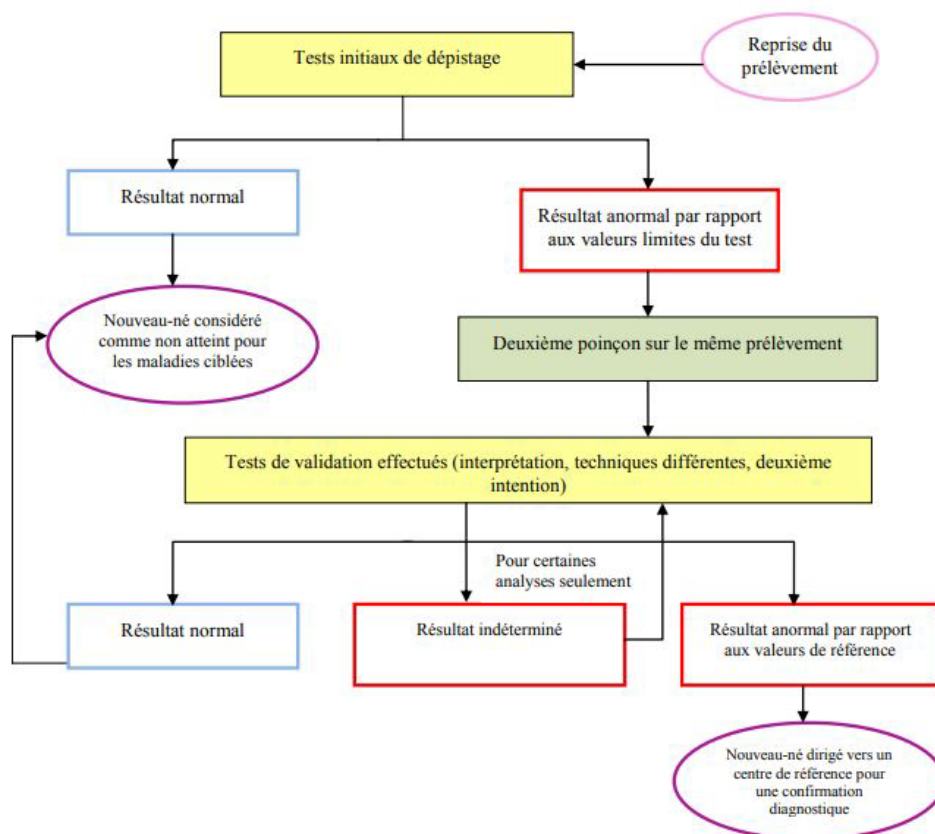 Tests initiaux de dépistage
Reprise du
prélèvement
Résultat normal
Résultat anormal par rapport
aux valeurs limites du test
Nouveau-né considéré
comme non atteint pour
les maladies ciblées
Deuxième poinçon sur le même prélèvement
Tests de validation effectués (interprétation, techniques différentes, deuxième
intention)
Pour certaines
analyses seulement
Résultat normal
Résultat indéterminé
Résultat anormal par rapport
aux valeurs de référence
Nouveau-né dirigé vers un
centre de référence pour
une confirmation
diagnostique